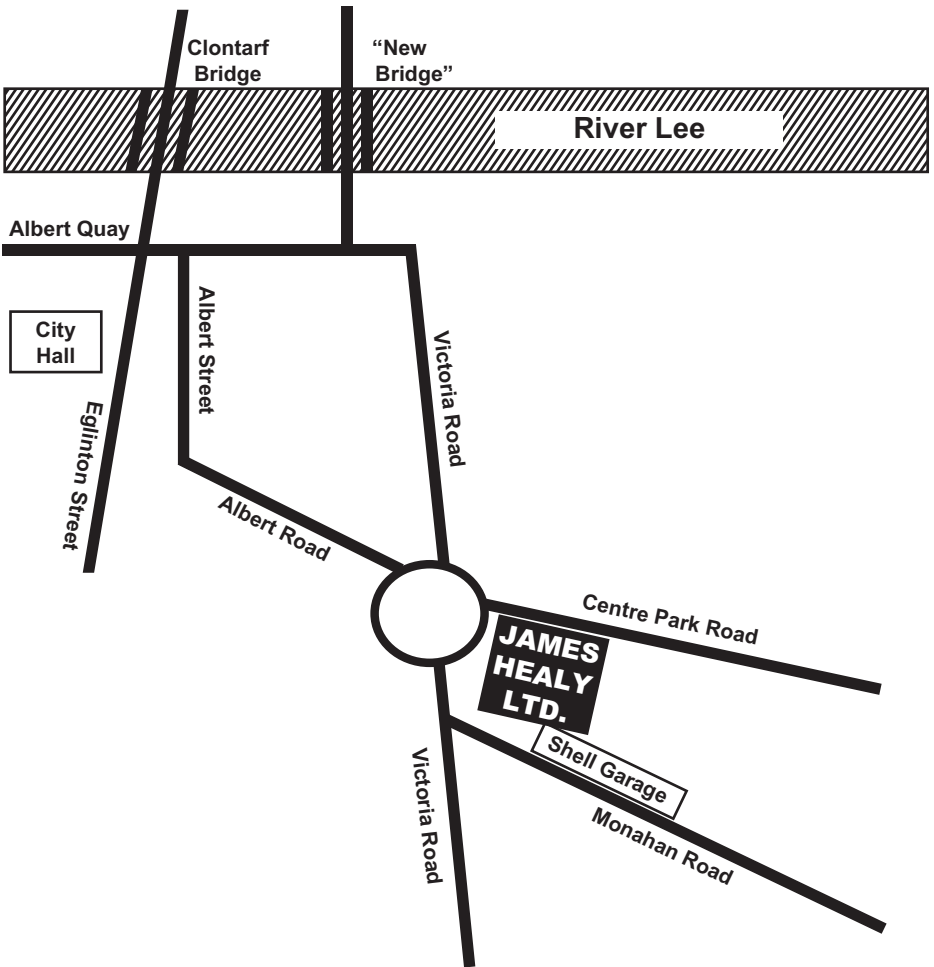 Clontarf
Bridge
“New
Bridge”
River Lee
Albert Quay
City
Hall
Albert Street
Victoria Road
Eglinton Street
Albert Road
Centre Park Road
JAMES
HEALY
LTD.
Shell Garage
Victoria Road
Monahan Road